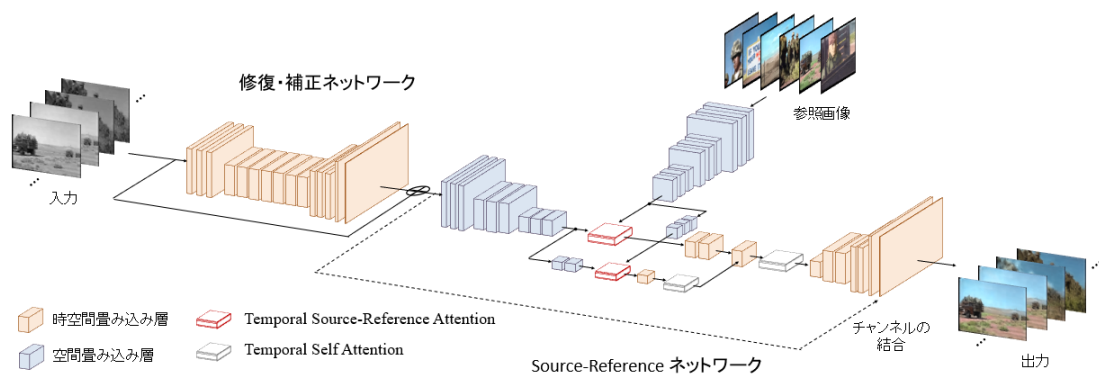 修復・補正ネットワーク
参照画像
入力
時空間畳み込み層
Temporal Source-Reference Attention
空間畳み込み層
Temporal Self Attention
Source-Reference ネットワーク
チャンネルの
結合
出力